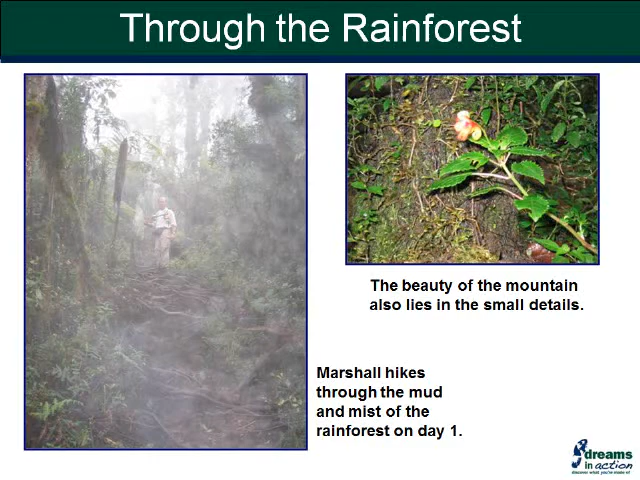 Through the Rainforest
The beauty of the mountain
also lies in the small details.
Marshall hikes
through the mud
and mist of the
rainforest on day 1.
dreams
in action
discover what you're made of